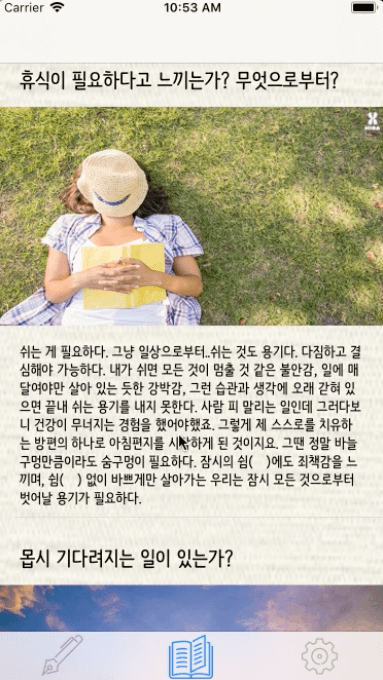 Carrier 10:53 AM
휴식이 필요하다고 느끼는가? 무엇으로부터?
쉬는 게 필요하다. 그냥 일상으로부터..쉬는 것도 용기다. 다짐하고 결
심해야 가능하다. 내가 쉬면 모든 것이 멈출 것 같은 불안감, 일에 매
달여야만 살아 있는 듯한 강박감, 그런 습관과 생각에 오래 갇혀 있
으면 끝내 쉬는 용기를 내지 못한다. 사람 피 말리는 일인데 그러다보
니 건강이 무너지는 경험을 했어야했죠. 그렇게 제 스스로를 치유하
는 방편의 하나로 아침편지를 시작하게 된 것이지요. 그땐 정말 바늘
구멍만큼이라도 숨구멍이 필요하다. 잠시의 쉼( )에도 죄책감을 느
끼며, 쉼( ) 없이 바쁘게만 살아가는 우리는 잠시 모든 것으로부터
벗어날 용기가 필요하다.
몹시 기다려지는 일이 있는가?